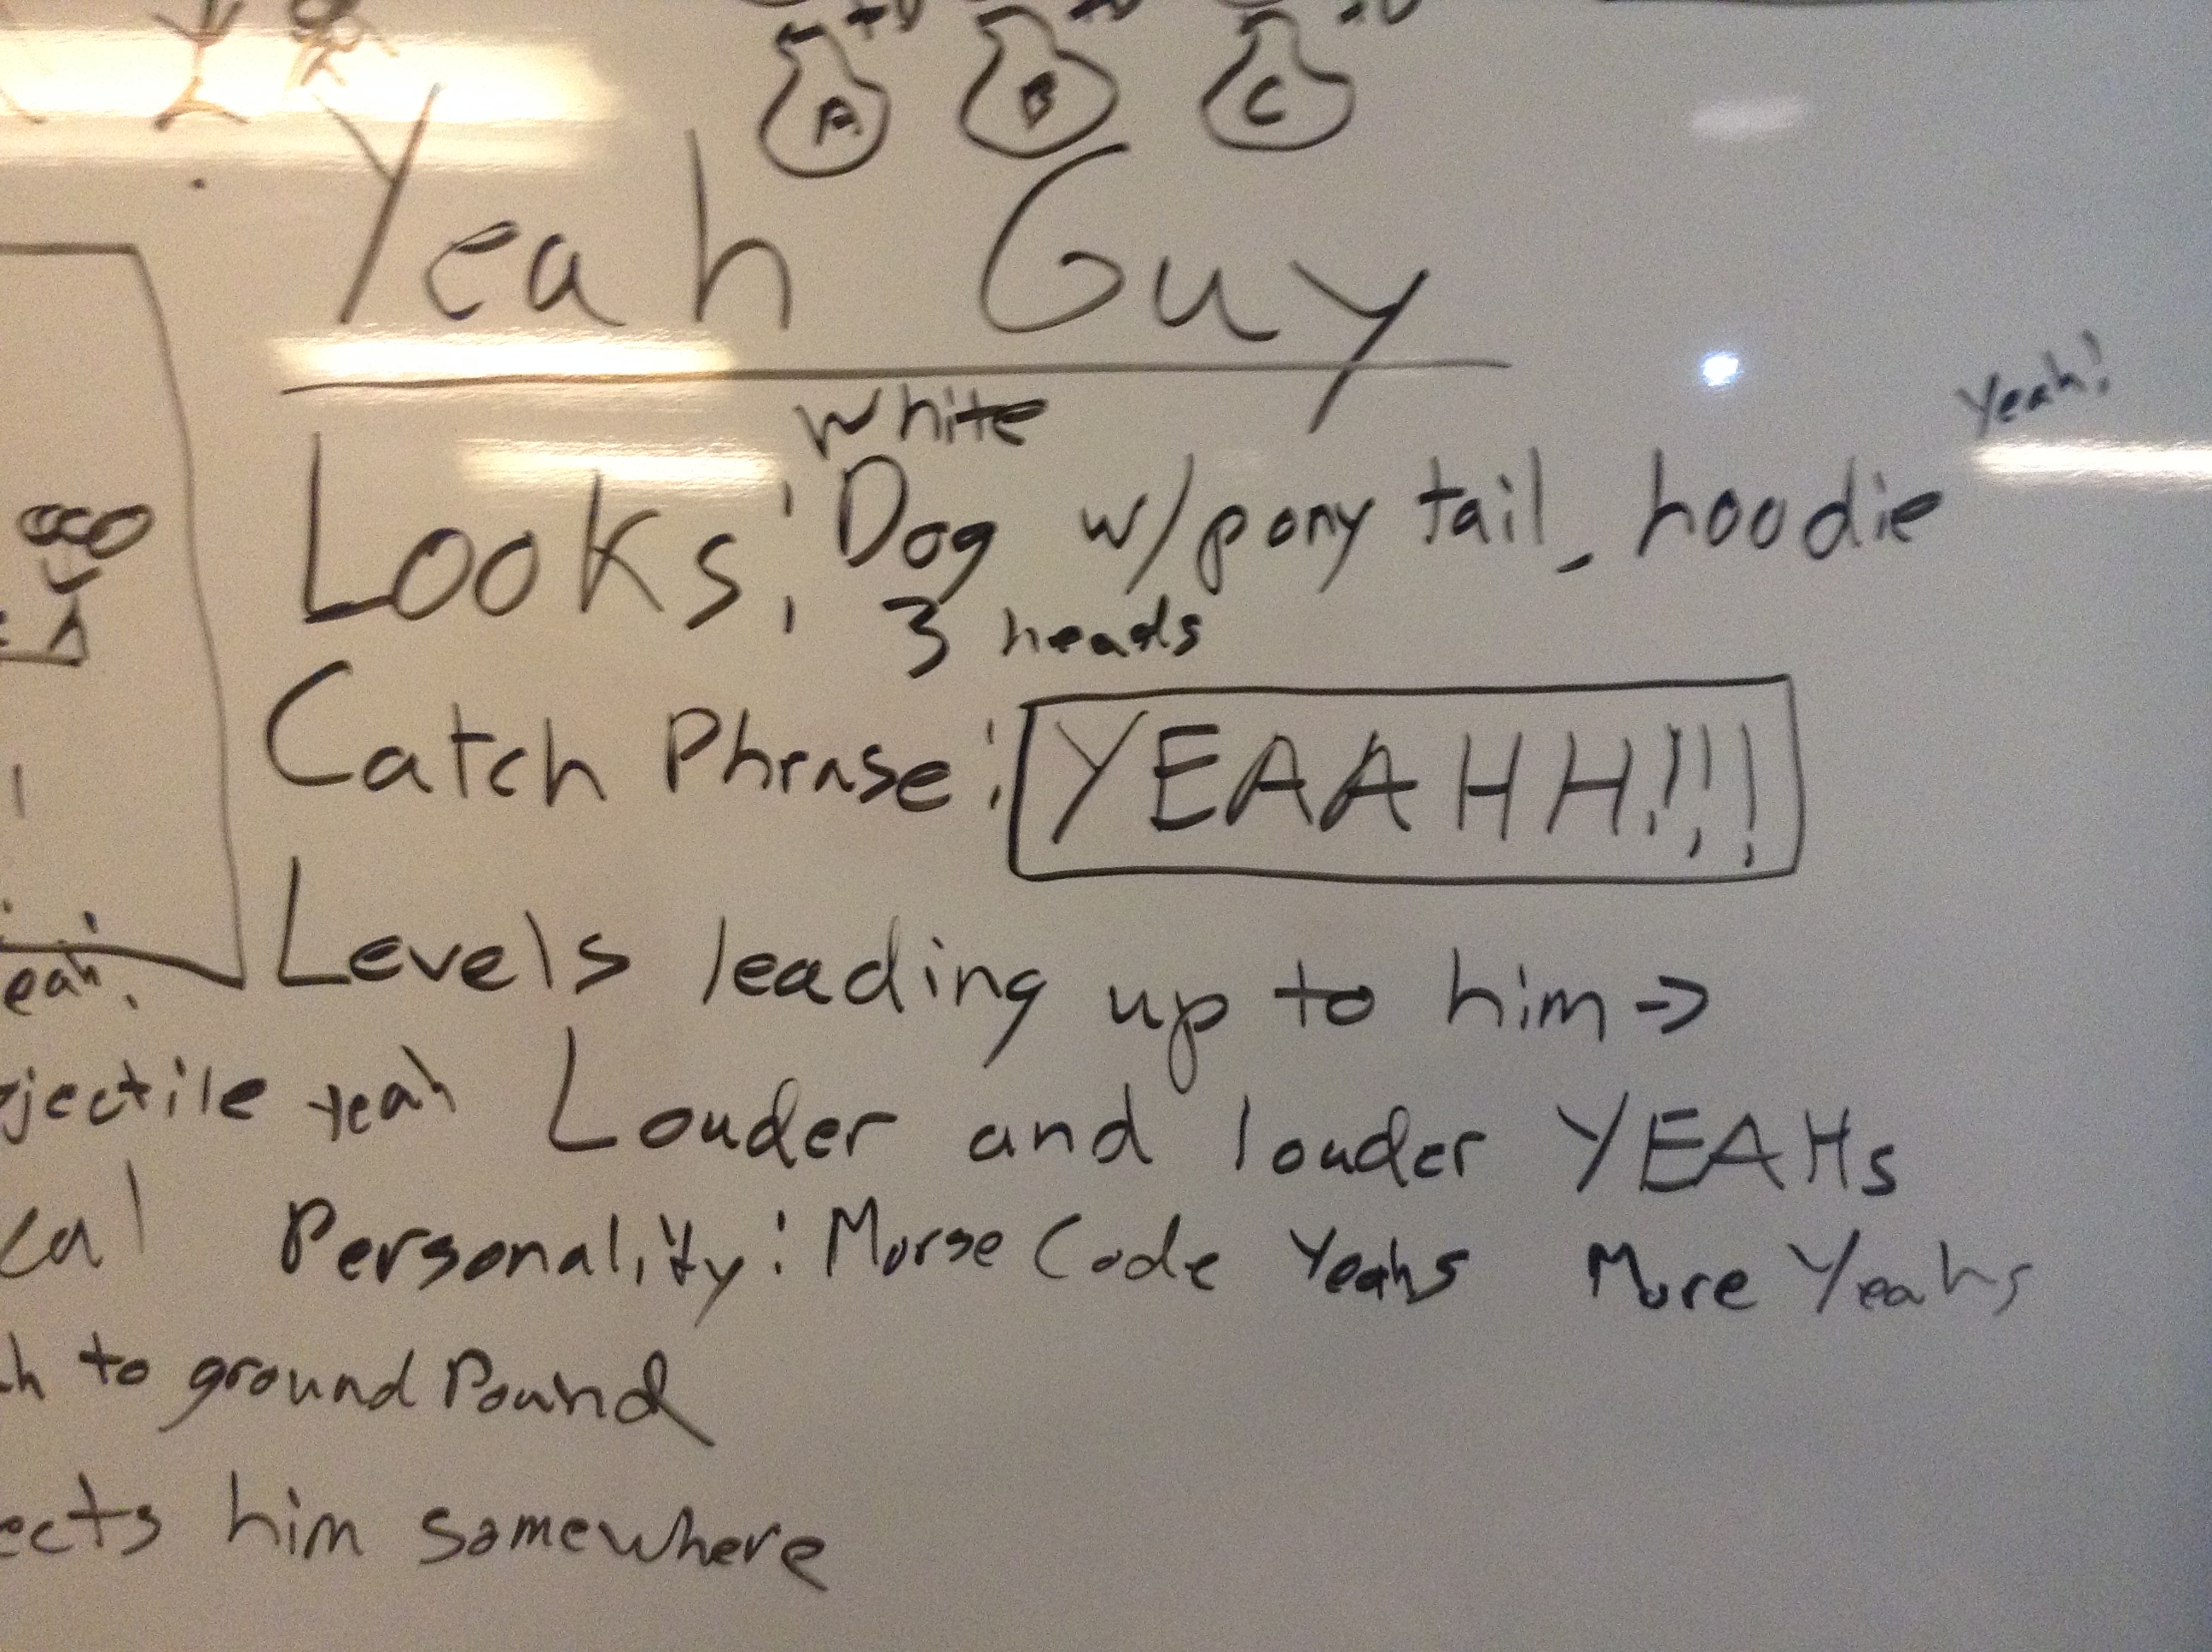 A B C
Yeah Guy
White
Yeah!
Looks: Dog w/pony tail, hoodie
3 heads
Catch Phrase: YEAAHH!!!
Levels leading up to him ->
eah.
jectile yeah
Louder and louder YEAHs
cal
Personality: Morse Code Yeahs More Yeahs
h to ground Pound
ects him somewhere